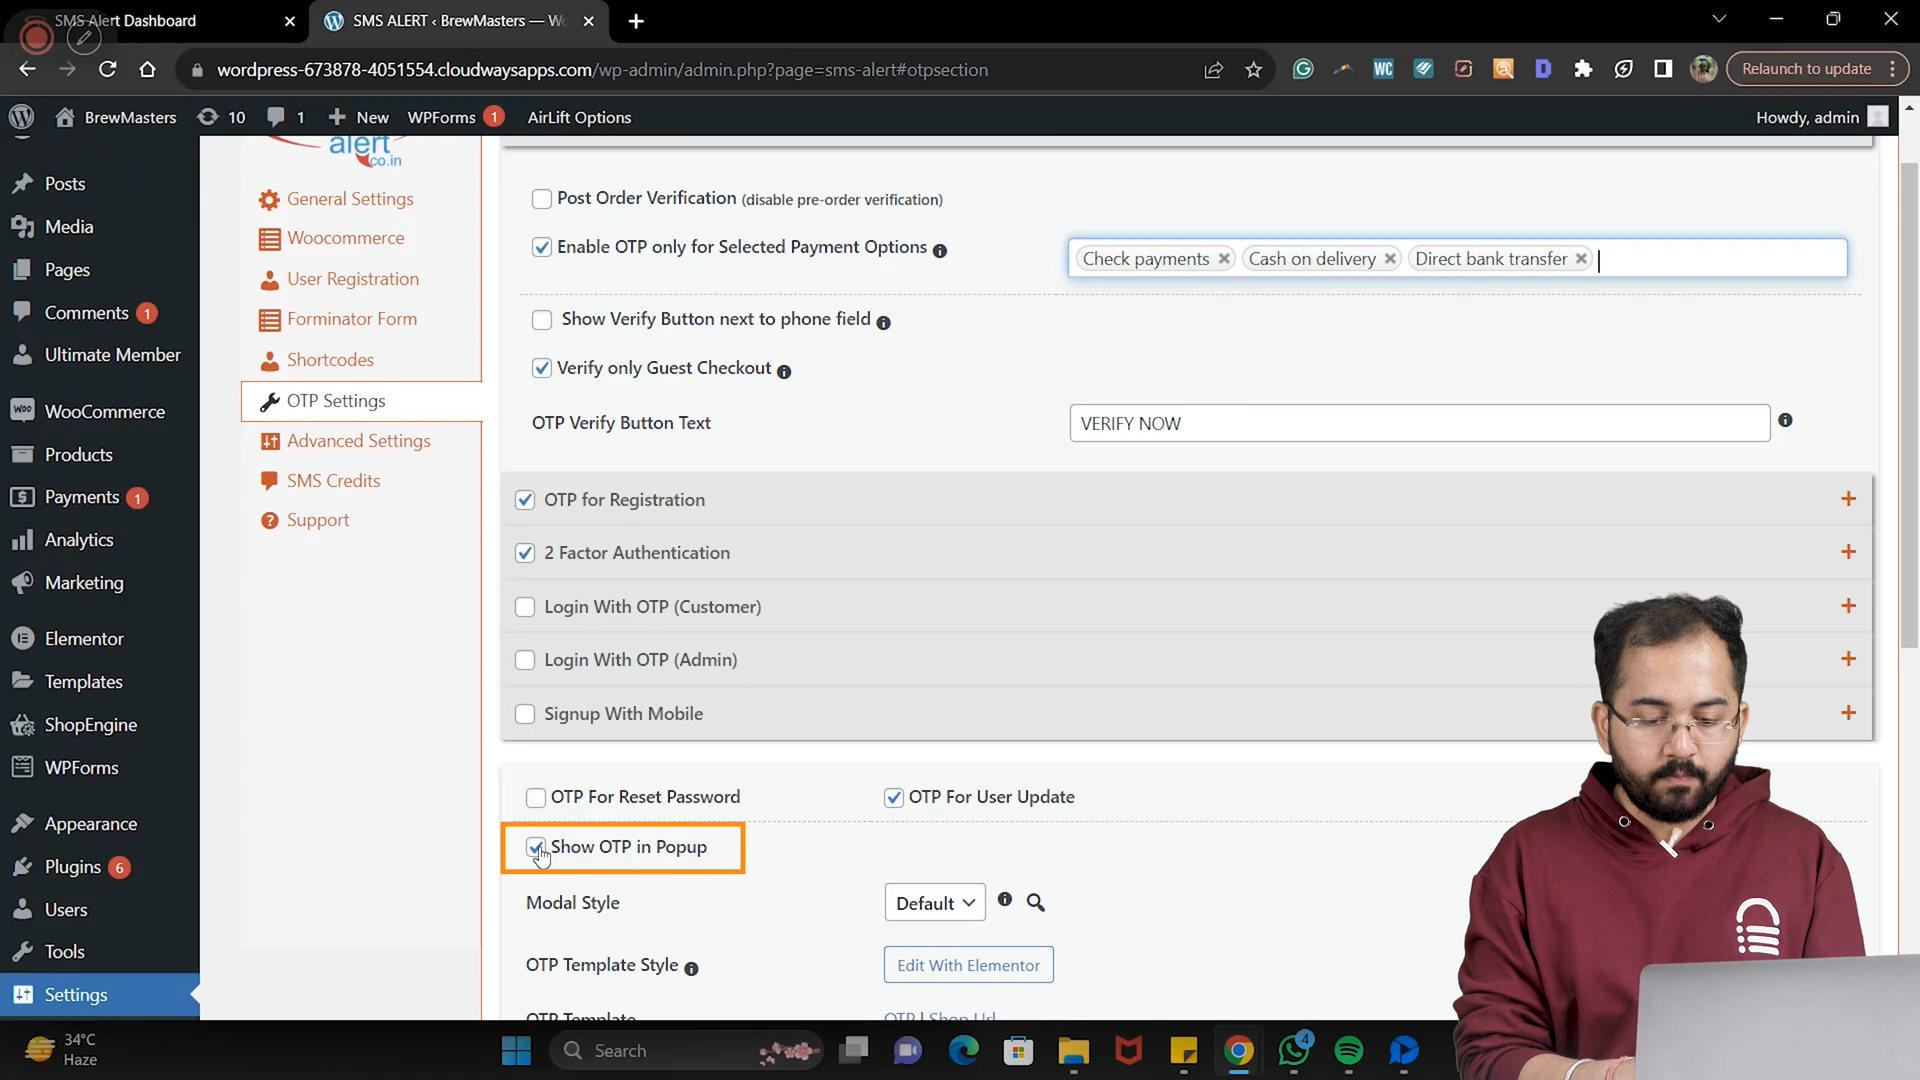 SMS Alert Dashboard
SMS ALERT ‹ BrewMasters — Wo
wordpress-673878-4051554.cloudwaysapps.com/wp-admin/admin.php?page=sms-alert#otpsection
WC
Relaunch to update
BrewMasters
10
1
New
WPForms 1
AirLift Options
Howdy, admin
Posts
Media
Pages
Comments 1
Ultimate Member
WooCommerce
Products
Payments 1
Analytics
Marketing
Elementor
Templates
ShopEngine
WPForms
Appearance
Plugins 6
Users
Tools
Settings
alert
co.in
General Settings
Woocommerce
User Registration
Forminator Form
Shortcodes
OTP Settings
Advanced Settings
SMS Credits
Support
Post Order Verification (disable pre-order verification)
Enable OTP only for Selected Payment Options
Check payments × Cash on delivery × Direct bank transfer ×
Show Verify Button next to phone field
Verify only Guest Checkout
OTP Verify Button Text
VERIFY NOW
OTP for Registration +
2 Factor Authentication +
Login With OTP (Customer) +
Login With OTP (Admin) +
Signup With Mobile +
OTP For Reset Password
OTP For User Update
Show OTP in Popup
Modal Style
Default
OTP Template Style
Edit With Elementor
OTP Template
OTP | Shop Url
34°C
Haze
Search
4